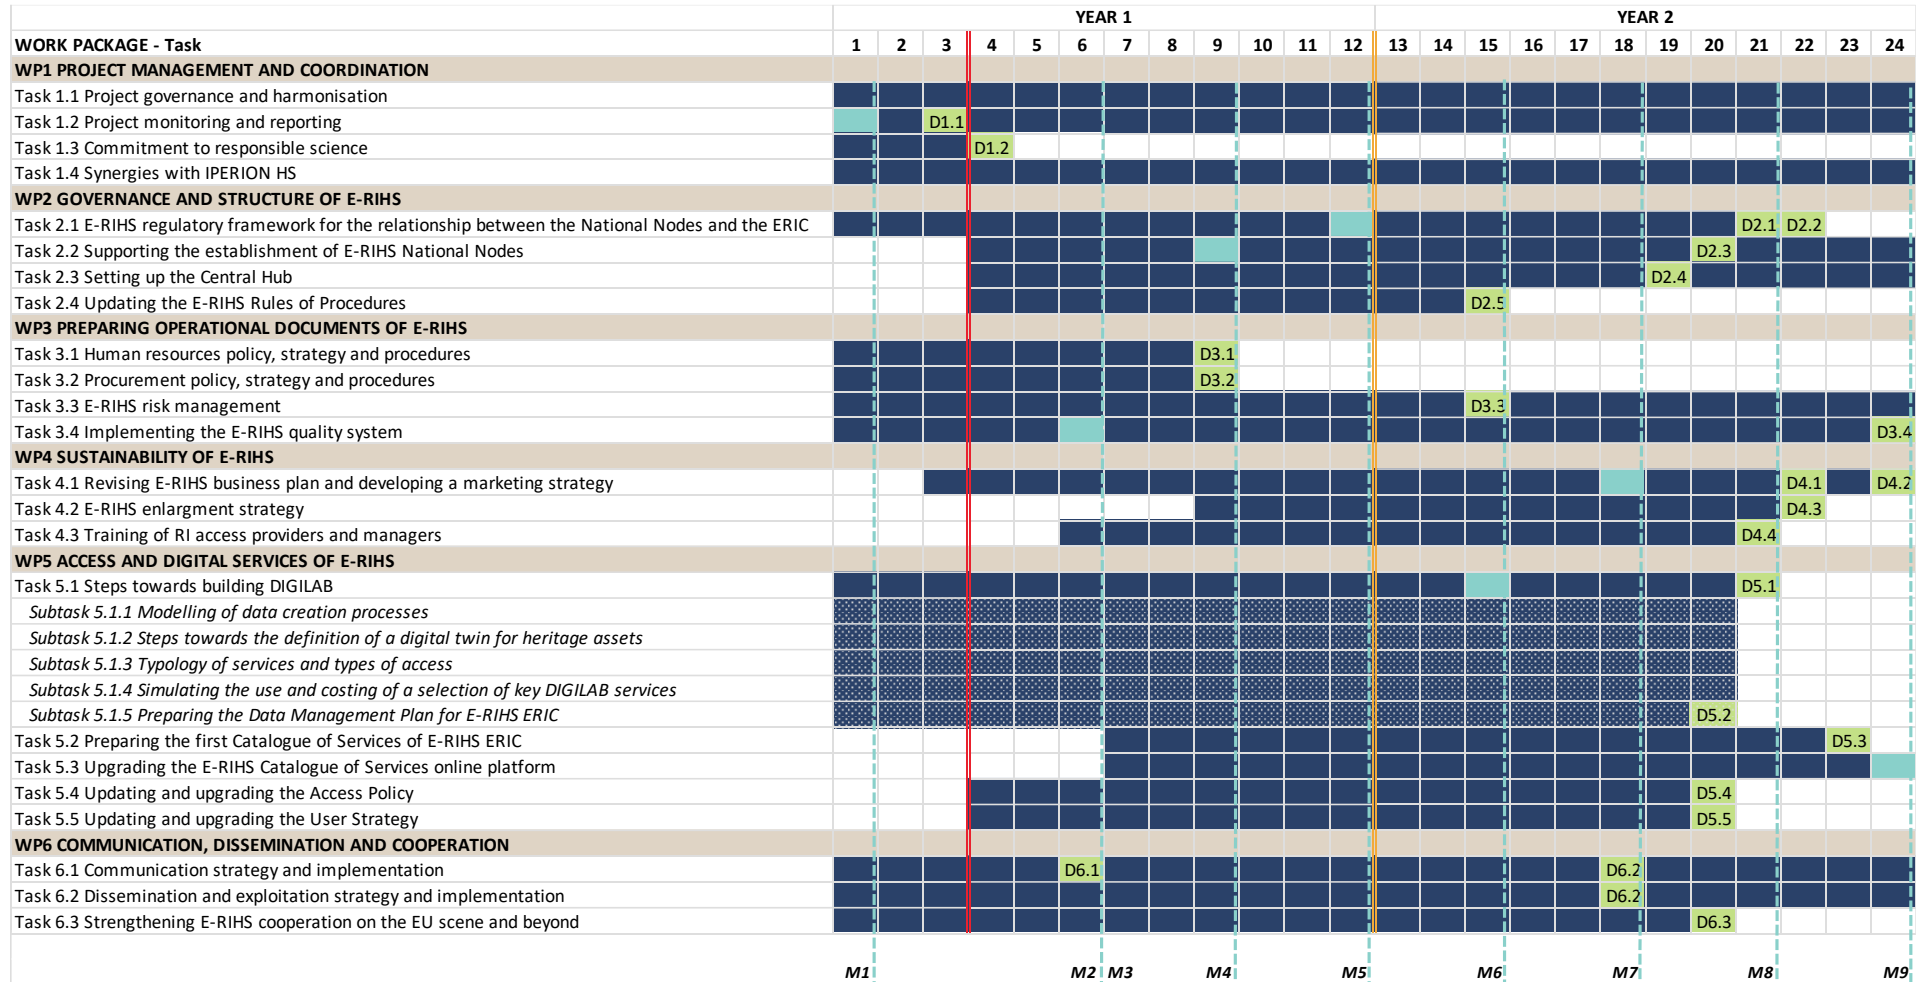 YEAR 1 YEAR 2
WORK PACKAGE - Task 1 2 3 4 5 6 7 8 9 10 11 12 13 14 15 16 17 18 19 20 21 22 23 24
WP1 PROJECT MANAGEMENT AND COORDINATION
Task 1.1 Project governance and harmonisation
Task 1.2 Project monitoring and reporting D1.1
Task 1.3 Commitment to responsible science D1.2
Task 1.4 Synergies with IPERION HS
WP2 GOVERNANCE AND STRUCTURE OF E-RIHS
Task 2.1 E-RIHS regulatory framework for the relationship between the National Nodes and the ERIC D2.1 D2.2
Task 2.2 Supporting the establishment of E-RIHS National Nodes D2.3
Task 2.3 Setting up the Central Hub D2.4
Task 2.4 Updating the E-RIHS Rules of Procedures D2.5
WP3 PREPARING OPERATIONAL DOCUMENTS OF E-RIHS
Task 3.1 Human resources policy, strategy and procedures D3.1
Task 3.2 Procurement policy, strategy and procedures D3.2
Task 3.3 E-RIHS risk management D3.3
Task 3.4 Implementing the E-RIHS quality system D3.4
WP4 SUSTAINABILITY OF E-RIHS
Task 4.1 Revising E-RIHS business plan and developing a marketing strategy D4.1 D4.2
Task 4.2 E-RIHS enlargment strategy D4.3
Task 4.3 Training of RI access providers and managers D4.4
WP5 ACCESS AND DIGITAL SERVICES OF E-RIHS
Task 5.1 Steps towards building DIGILAB D5.1
Subtask 5.1.1 Modelling of data creation processes
Subtask 5.1.2 Steps towards the definition of a digital twin for heritage assets
Subtask 5.1.3 Typology of services and types of access
Subtask 5.1.4 Simulating the use and costing of a selection of key DIGILAB services
Subtask 5.1.5 Preparing the Data Management Plan for E-RIHS ERIC D5.2
Task 5.2 Preparing the first Catalogue of Services of E-RIHS ERIC D5.3
Task 5.3 Upgrading the E-RIHS Catalogue of Services online platform
Task 5.4 Updating and upgrading the Access Policy D5.4
Task 5.5 Updating and upgrading the User Strategy D5.5
WP6 COMMUNICATION, DISSEMINATION AND COOPERATION
Task 6.1 Communication strategy and implementation D6.1 D6.2
Task 6.2 Dissemination and exploitation strategy and implementation D6.2
Task 6.3 Strengthening E-RIHS cooperation on the EU scene and beyond D6.3
M1 M2 M3 M4 M5 M6 M7 M8 M9